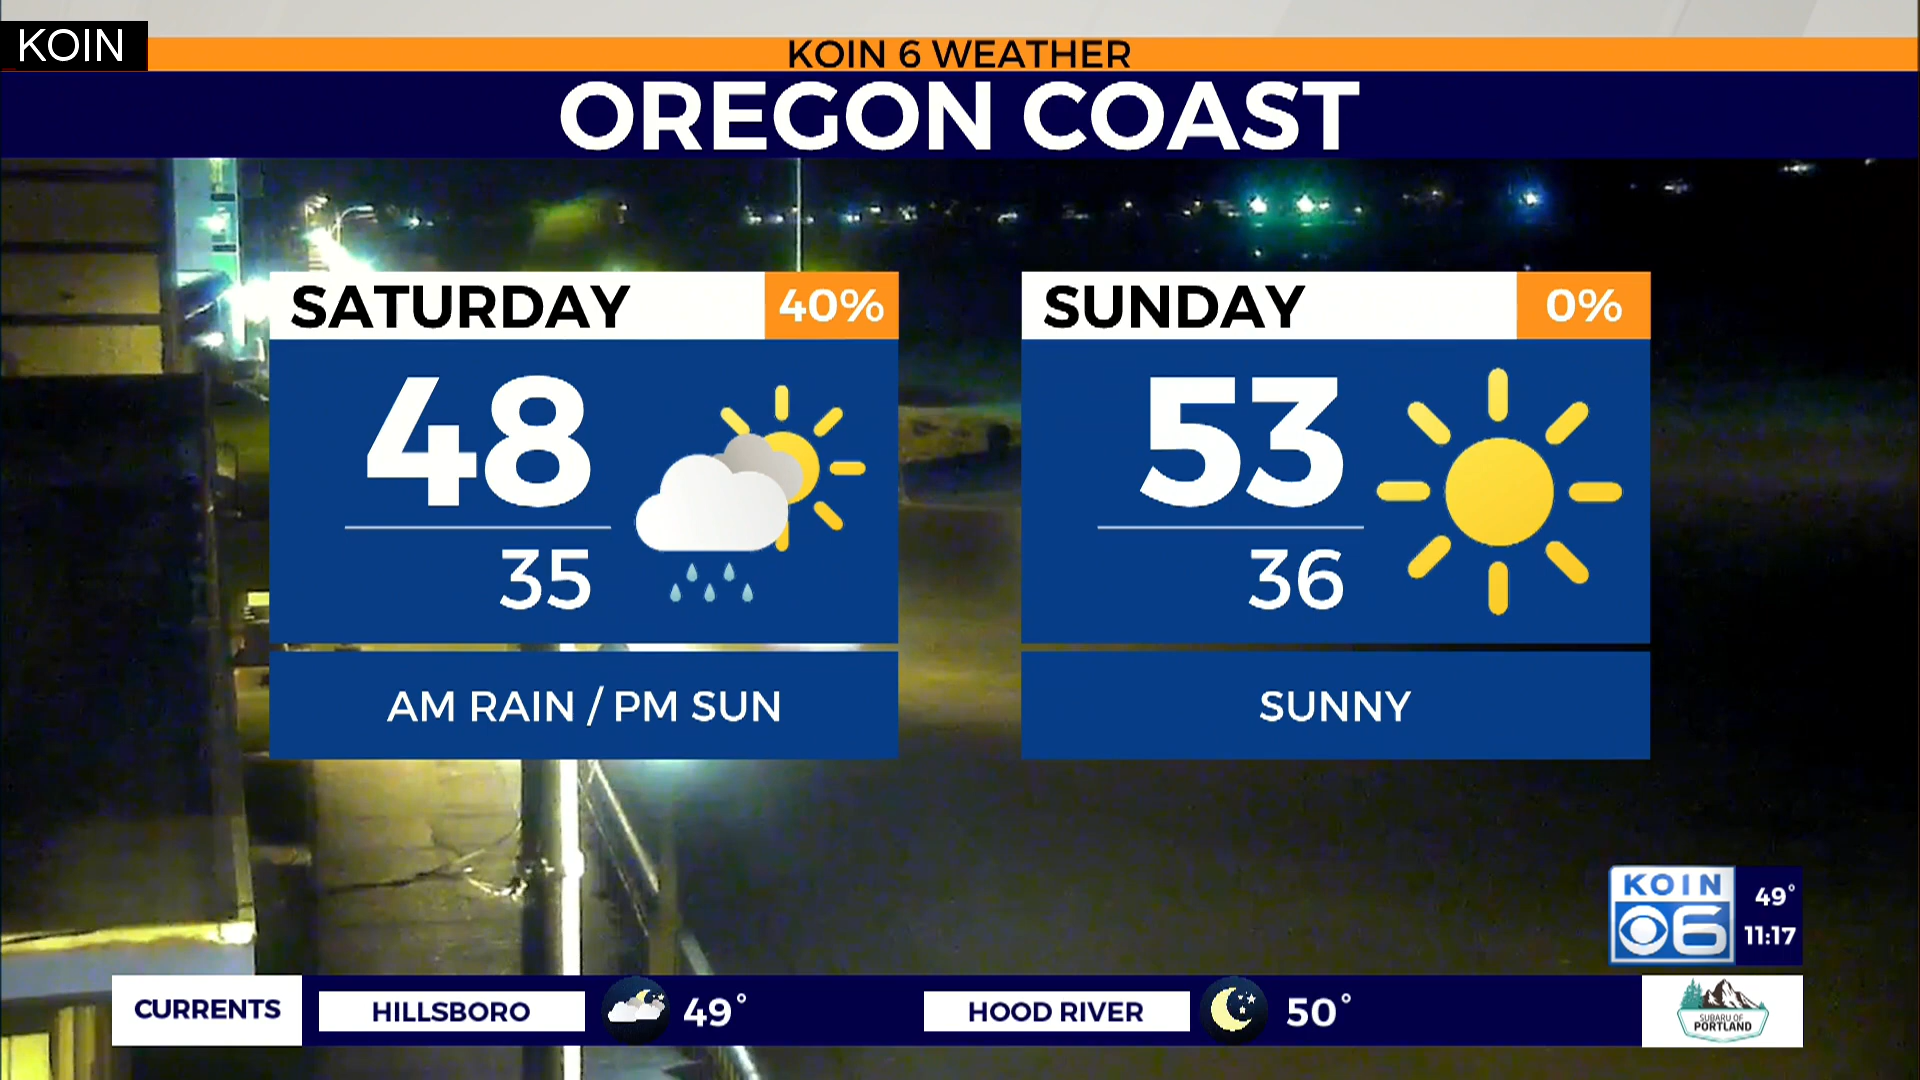 KOIN
KOIN 6 WEATHER
OREGON COAST
SATURDAY 40%
48
35
AM RAIN / PM SUN
SUNDAY 0%
53
36
SUNNY
KOIN 6
49°
11:17
CURRENTS
HILLSBORO 49°
HOOD RIVER 50°
SUBARU OF
PORTLAND